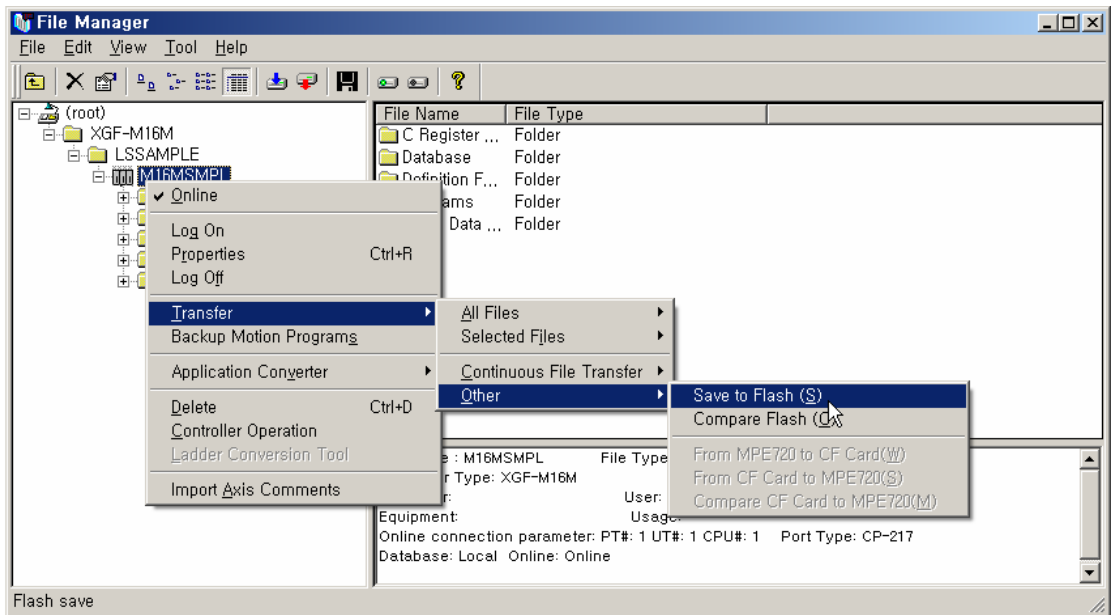 File Manager
File Edit View Tool Help
(root)
XGF-M16M
LSSAMPLE
M16MSMPL
File Name File Type
C Register ... Folder
Database Folder
Definition F... Folder
ams Folder
Data ... Folder
Online
Log On
Properties Ctrl+R
Log Off
Transfer
Backup Motion Programs
Application Converter
Delete Ctrl+D
Controller Operation
Ladder Conversion Tool
Import Axis Comments
All Files
Selected Files
Continuous File Transfer
Other
Save to Flash (S)
Compare Flash (
From MPE720 to CF Card(W)
From CF Card to MPE720(S)
Compare CF Card to MPE720(M)
: M16MSMPL File Type
r Type: XGF-M16M
User:
Equipment: Usage:
Online connection parameter: PT#: 1 UT#: 1 CPU#: 1 Port Type: CP-217
Database: Local Online: Online
Flash save